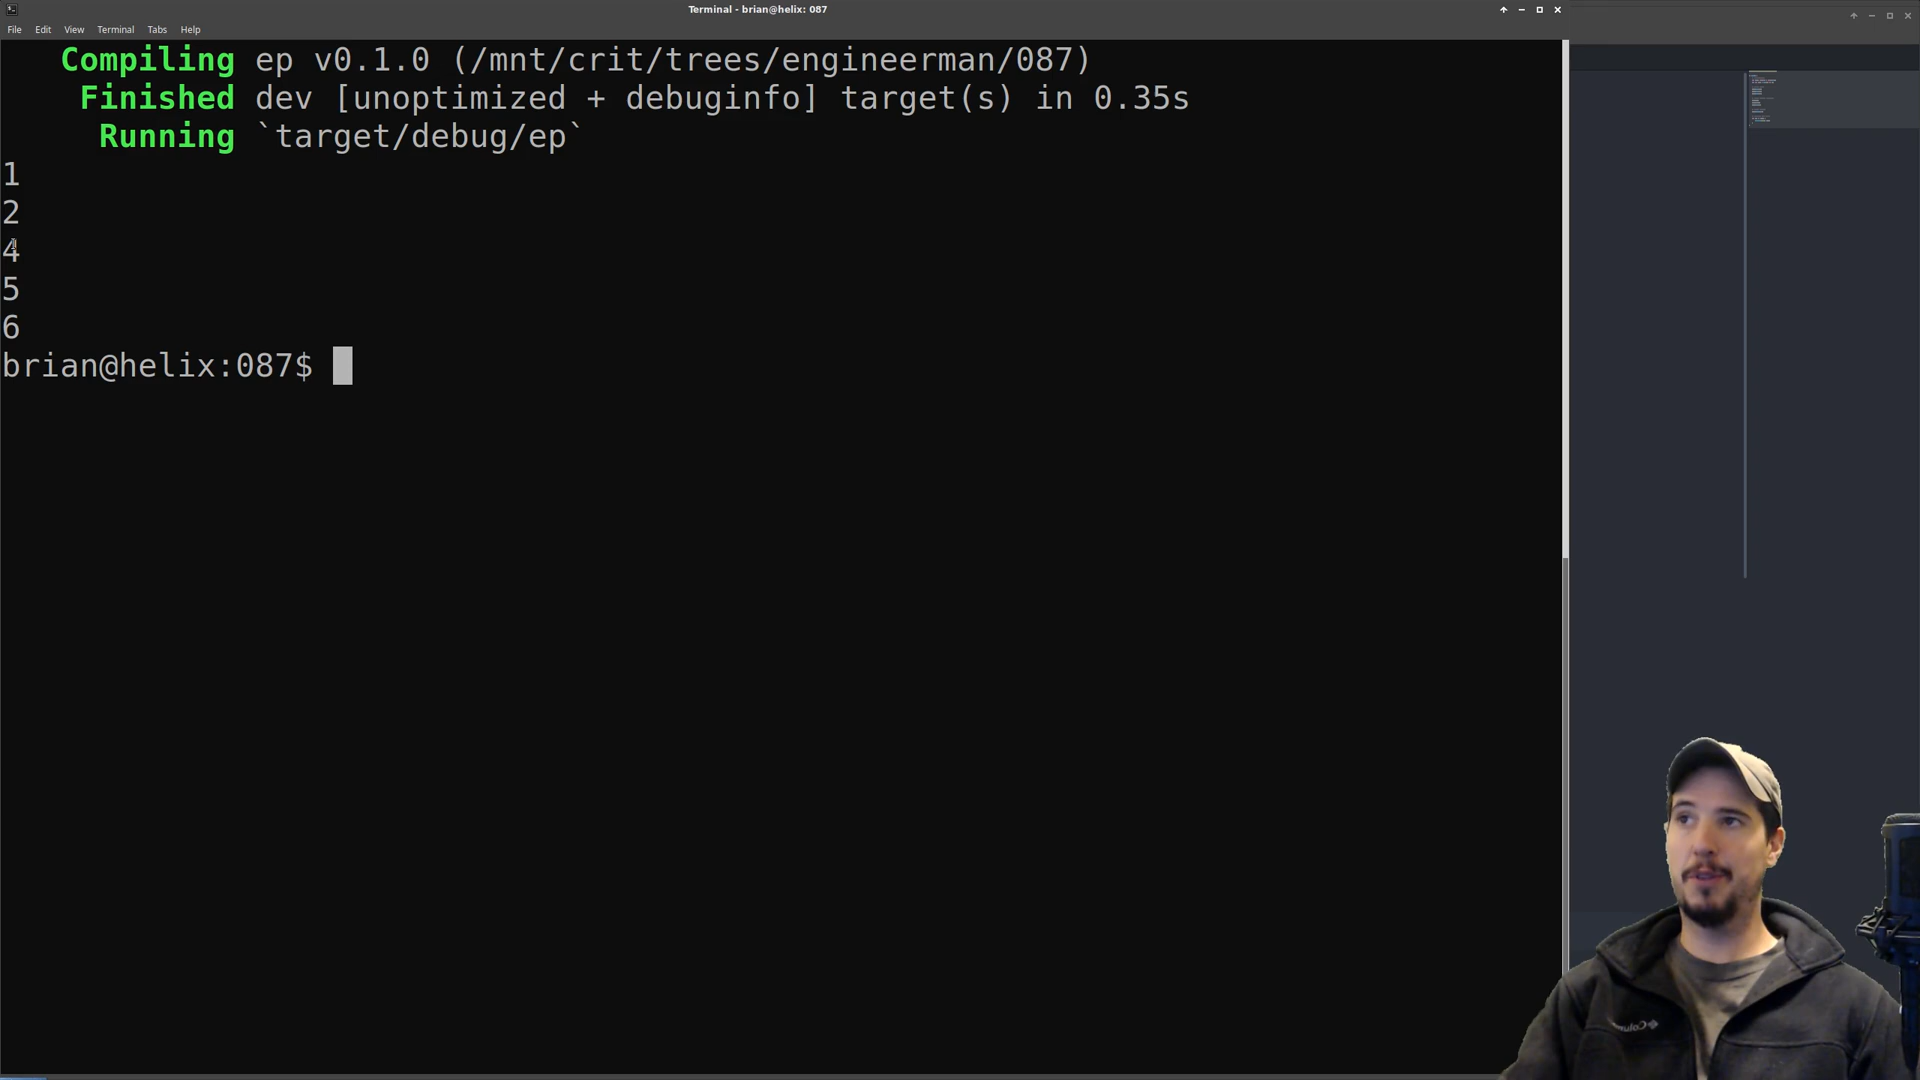 Terminal - brian@helix: 087
File Edit View Terminal Tabs Help
Compiling ep v0.1.0 (/mnt/crit/trees/engineerman/087)
Finished dev [unoptimized + debuginfo] target(s) in 0.35s
Running `target/debug/ep`
1
2
4
5
6
brian@helix:087$
Columbia